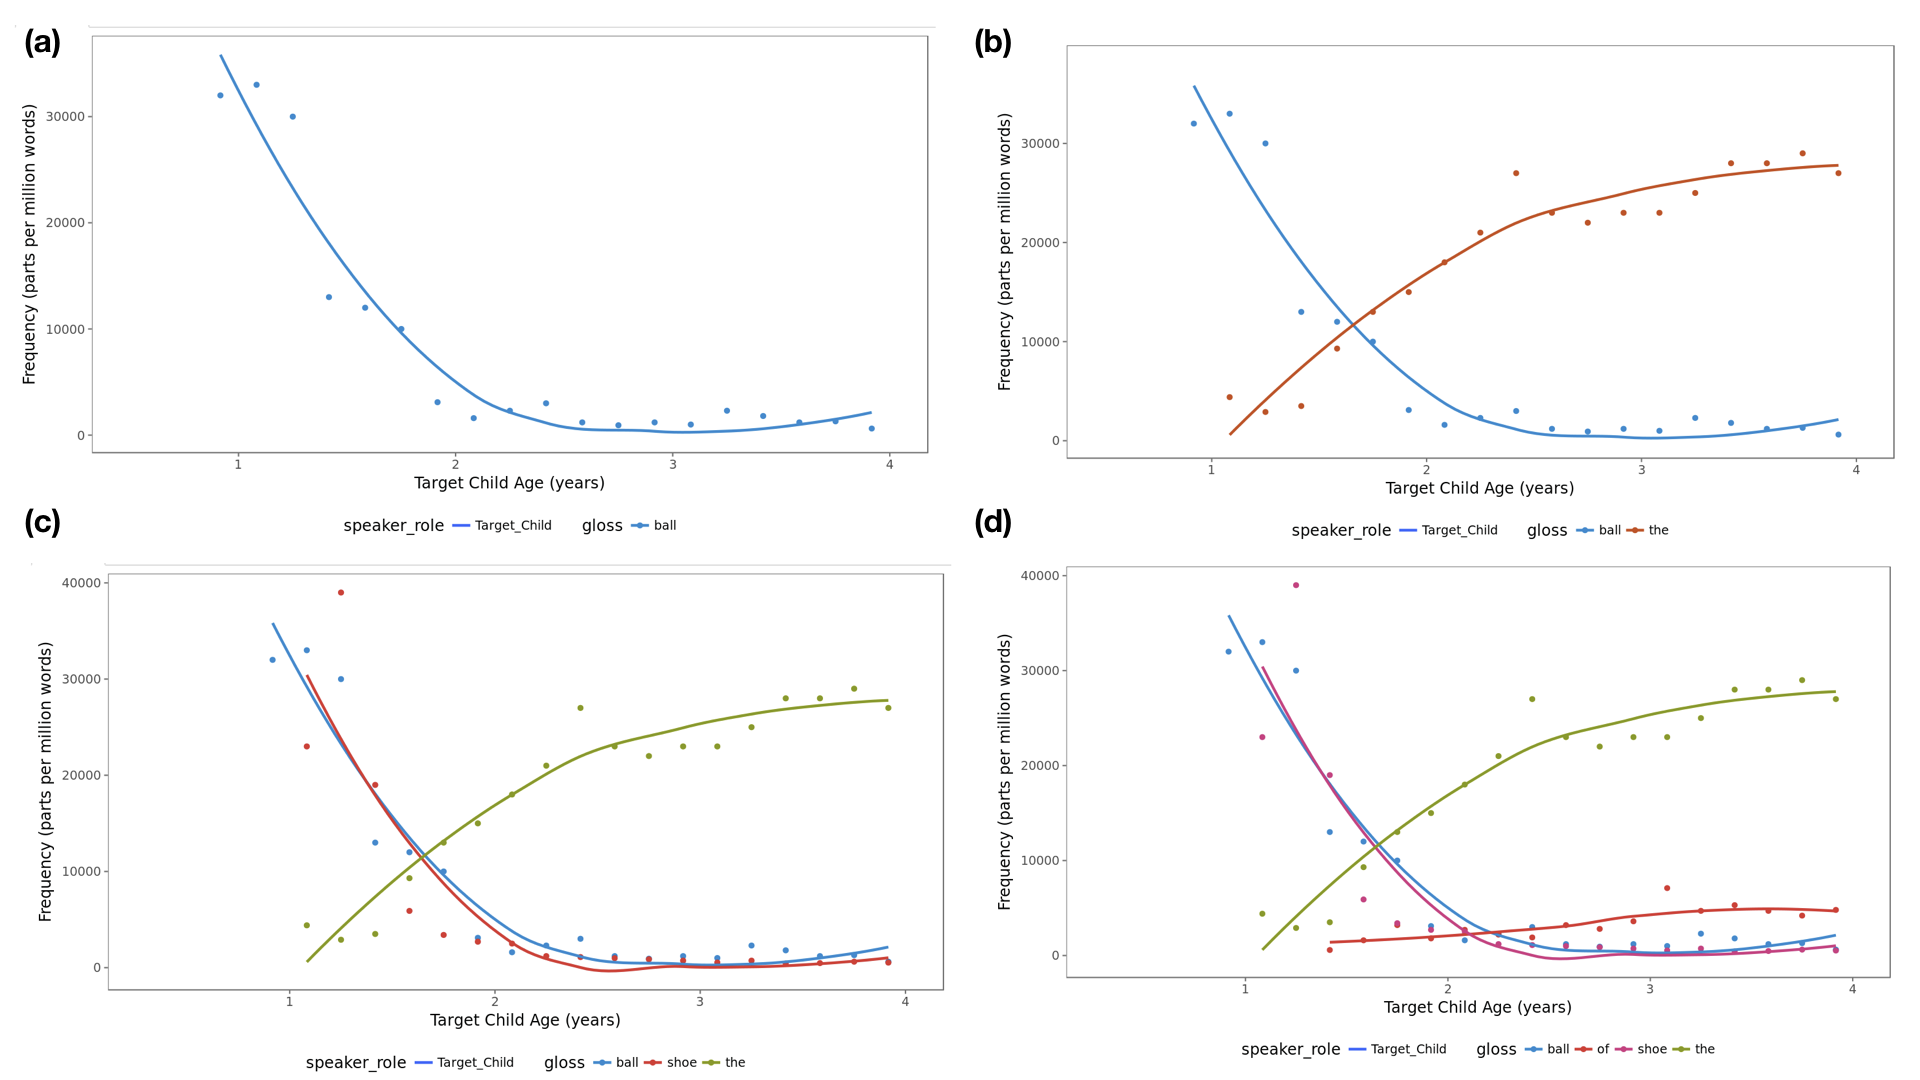 (a)
Frequency (parts per million words)
30000
20000
10000
0
1 2 3 4
Target Child Age (years)
speaker_role Target_Child gloss ball
(b)
Frequency (parts per million words)
30000
20000
10000
0
1 2 3 4
Target Child Age (years)
speaker_role Target_Child gloss ball the
(c)
Frequency (parts per million words)
40000
30000
20000
10000
0
1 2 3 4
Target Child Age (years)
speaker_role Target_Child gloss ball shoe the
(d)
Frequency (parts per million words)
40000
30000
20000
10000
0
1 2 3 4
Target Child Age (years)
speaker_role Target_Child gloss ball of shoe the